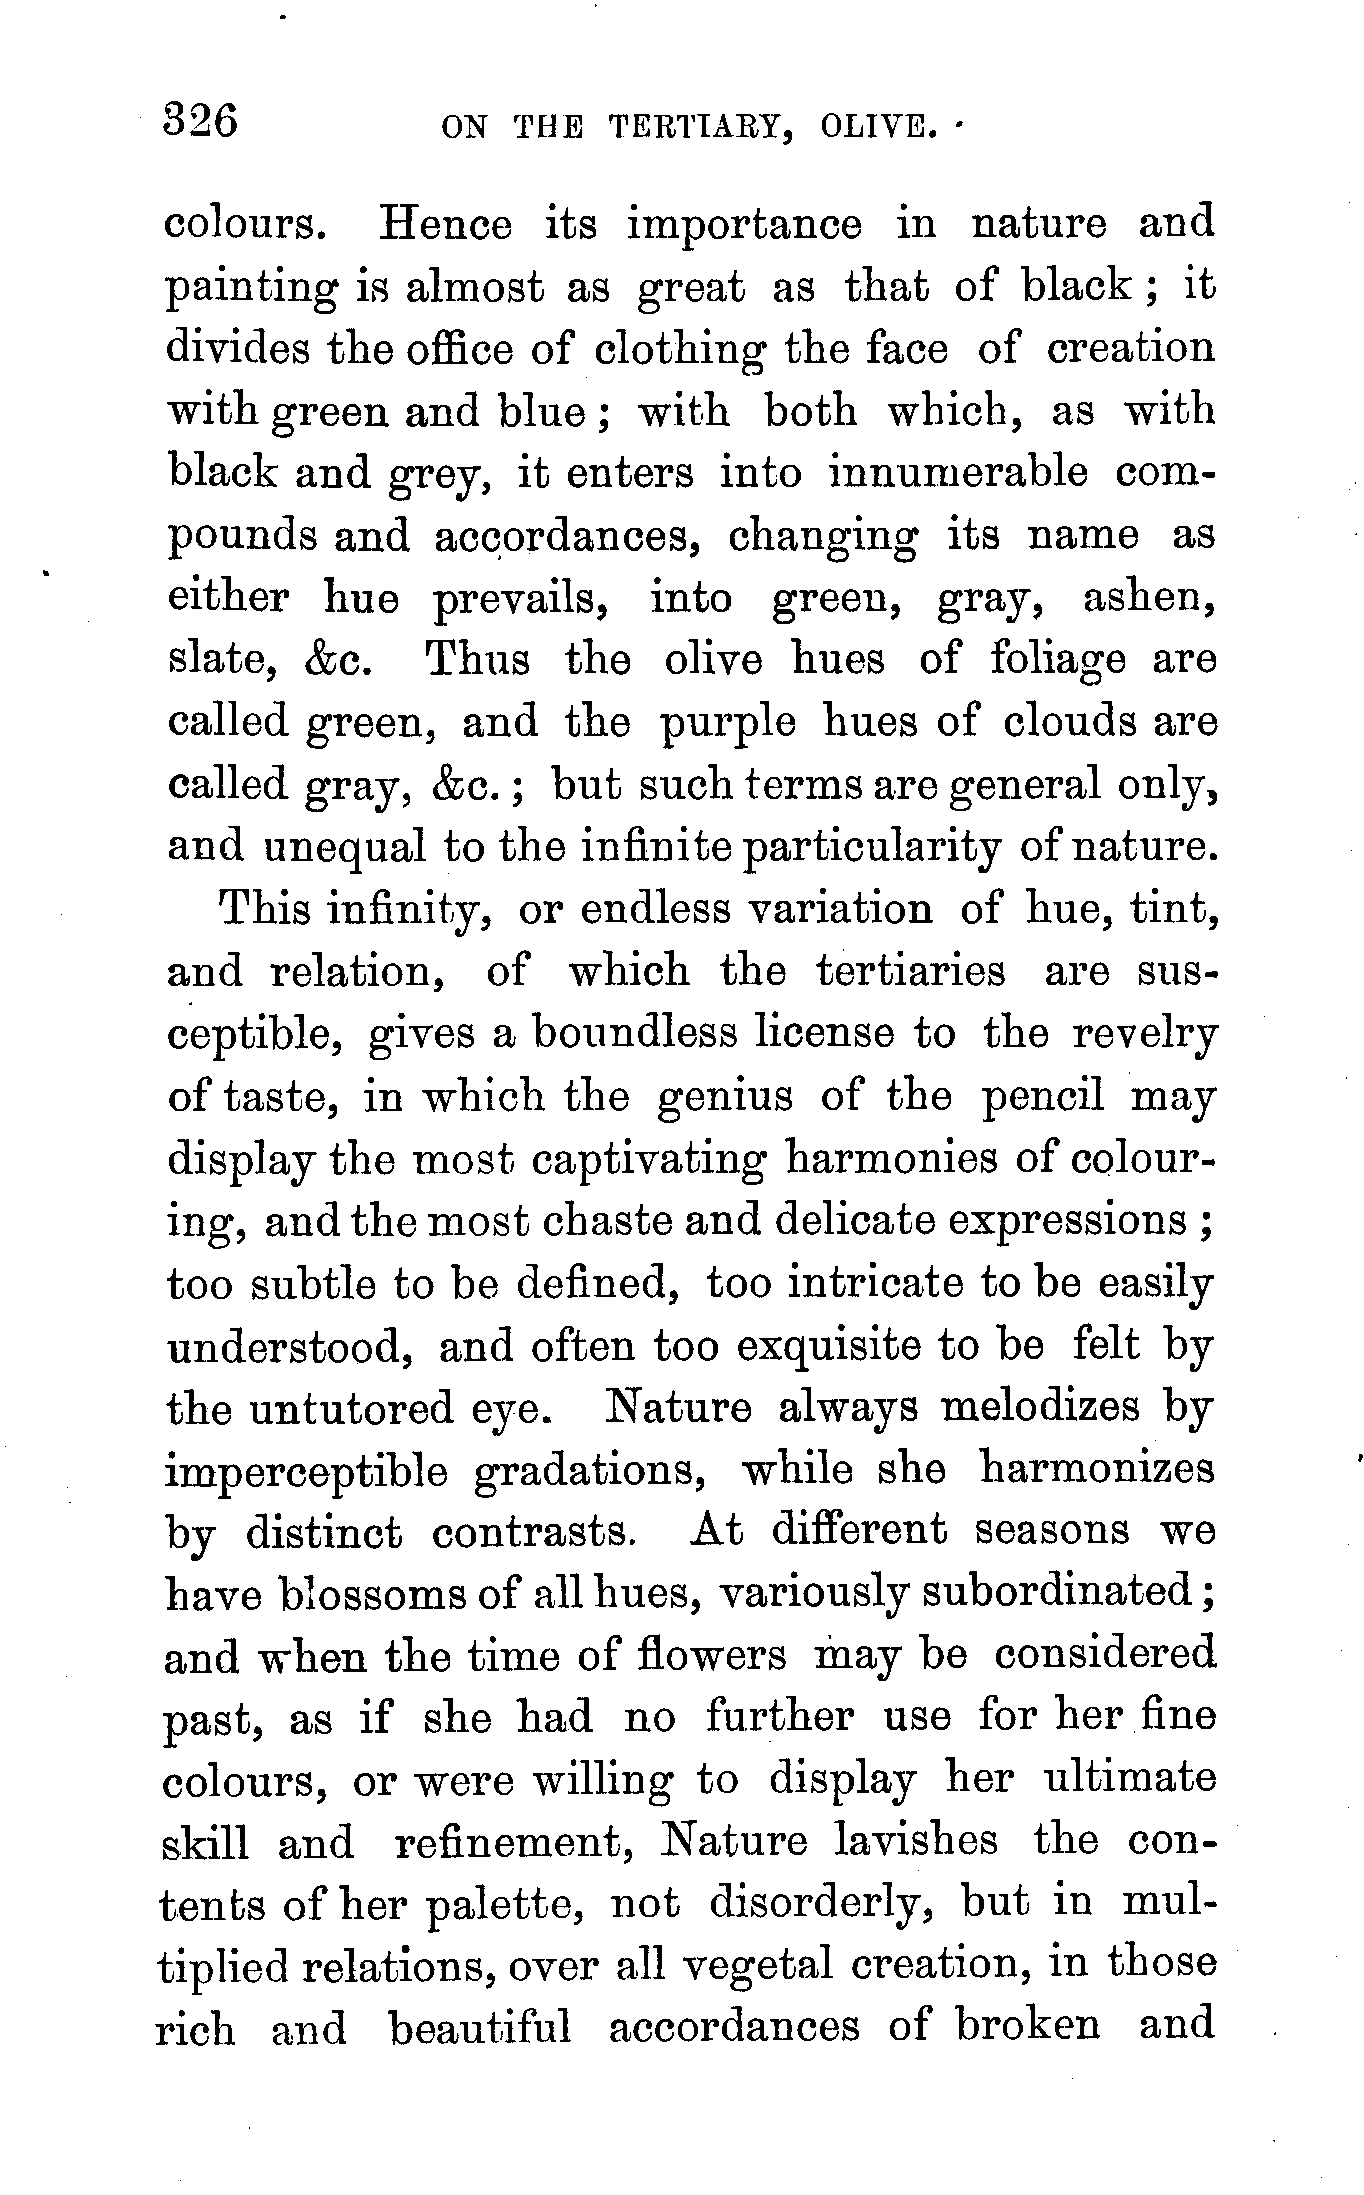 326 ON THE TERTIARY, OLIVE.
colours. Hence its importance in nature and
painting is almost as great as that of black ; it
divides the office of clothing the face of creation
with green and blue ; with both which, as with
black and grey, it enters into innumerable com-
pounds and accordances, changing its name as
either hue prevails, into green, gray, ashen,
slate, &c. Thus the olive hues of foliage are
called green, and the purple hues of clouds are
called gray, &c. ; but such terms are general only,
and unequal to the infinite particularity of nature.
This infinity, or endless variation of hue, tint,
and relation, of which the tertiaries are sus-
ceptible, gives a boundless license to the revelry
of taste, in which the genius of the pencil may
display the most captivating harmonies of colour-
ing, and the most chaste and delicate expressions ;
too subtle to be defined, too intricate to be easily
understood, and often too exquisite to be felt by
the untutored eye. Nature always melodizes by
imperceptible gradations, while she harmonizes
by distinct contrasts. At different seasons we
have blossoms of all hues, variously subordinated ;
and when the time of flowers may be considered
past, as if she had no further use for her fine
colours, or were willing to display her ultimate
skill and refinement, Nature lavishes the con-
tents of her palette, not disorderly, but in mul-
tiplied relations, over all vegetal creation, in those
rich and beautiful accordances of broken and